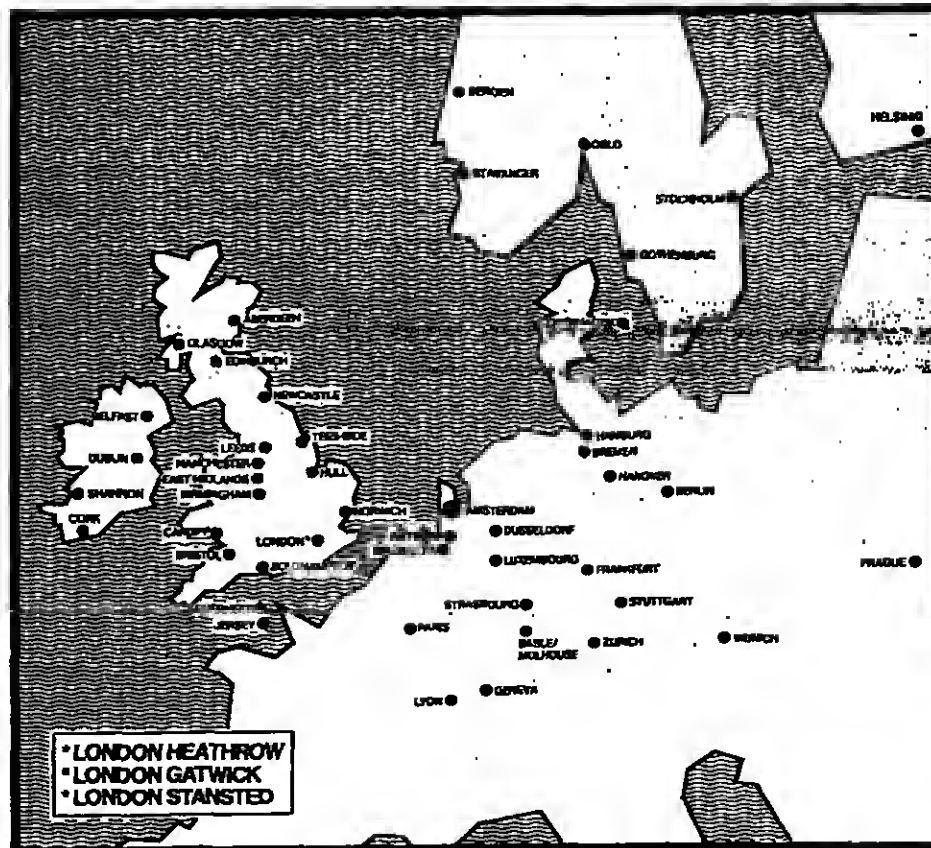 BERGEN
HELSINKI
OSLO
STAVANGER
STOCKHOLM
GOTHENBURG
ABERDEEN
GLASGOW
EDINBURGH
NEWCASTLE
BELFAST
TEES-SIDE
HAMBURG
LEEDS
BREMEN
DUBLIN
MANCHESTER
HULL
EAST MIDLANDS
HANOVER
SHANNON
BIRMINGHAM
BERLIN
NORWICH
AMSTERDAM
CORK
CARDIFF
DUSSELDORF
LONDON*
BRISTOL
LUXEMBOURG
FRANKFURT
PRAGUE
STRASBOURG
STUTTGART
JERSEY
PARIS
BASLE/
MULHOUSE
ZURICH
MUNICH
GENEVA
LYON
*LONDON HEATHROW
*LONDON GATWICK
*LONDON STANSTED